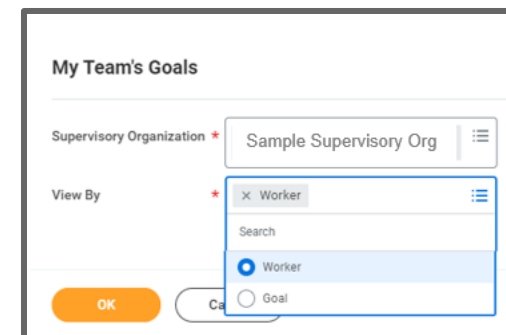 My Team's Goals
Supervisory Organization *
Sample Supervisory Org
View By *
× Worker
Search
Worker
Goal
OK
Ca